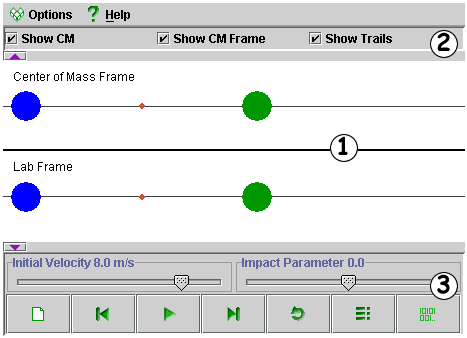 Options ? Help
Show CM Show CM Frame Show Trails 2
Center of Mass Frame
1
Lab Frame
Initial Velocity 8.0 m/s Impact Parameter 0.0
3